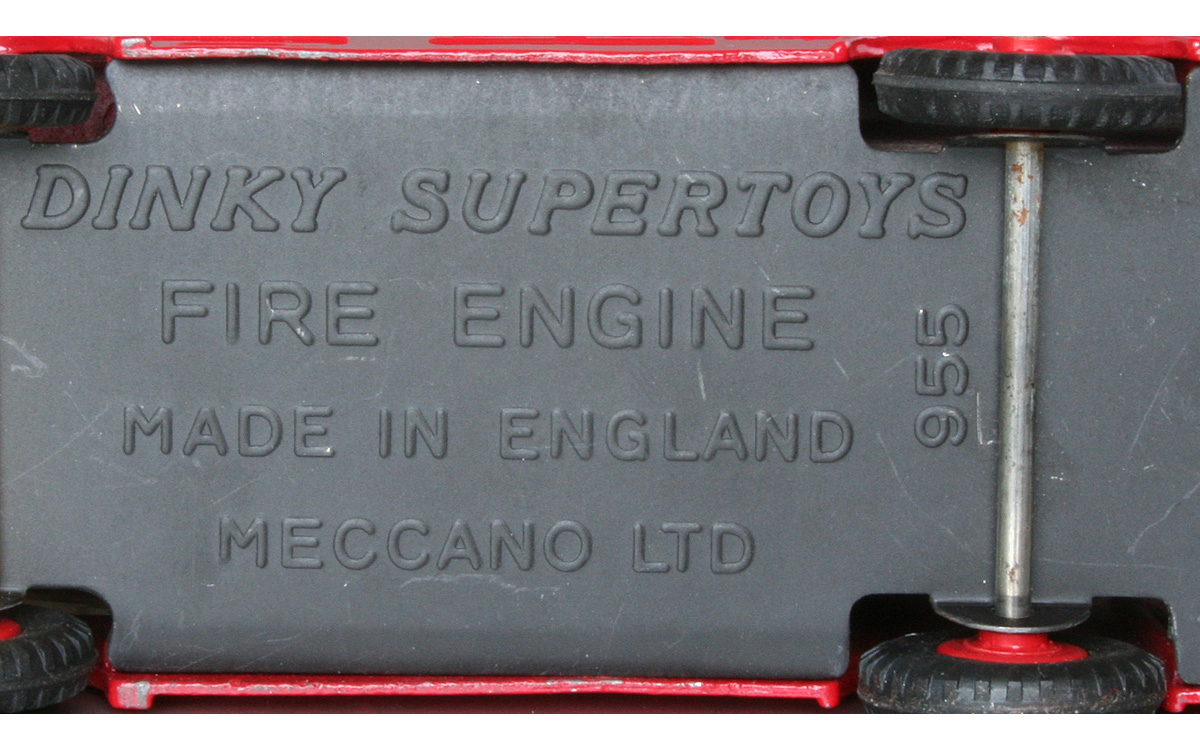 DINKY SUPERTOYS
FIRE ENGINE
955
MADE IN ENGLAND
MECCANO LTD